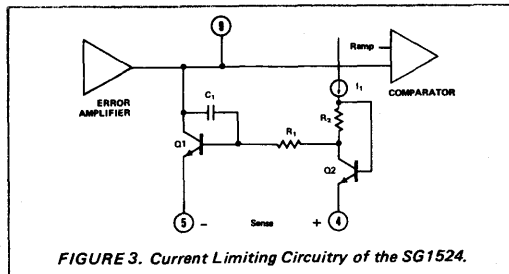 9
Ramp
I1
ERROR
AMPLIFIER
C1
COMPARATOR
R2
R1
Q1
Q2
5 - Sense + 4
FIGURE 3. Current Limiting Circuitry of the SG1524.